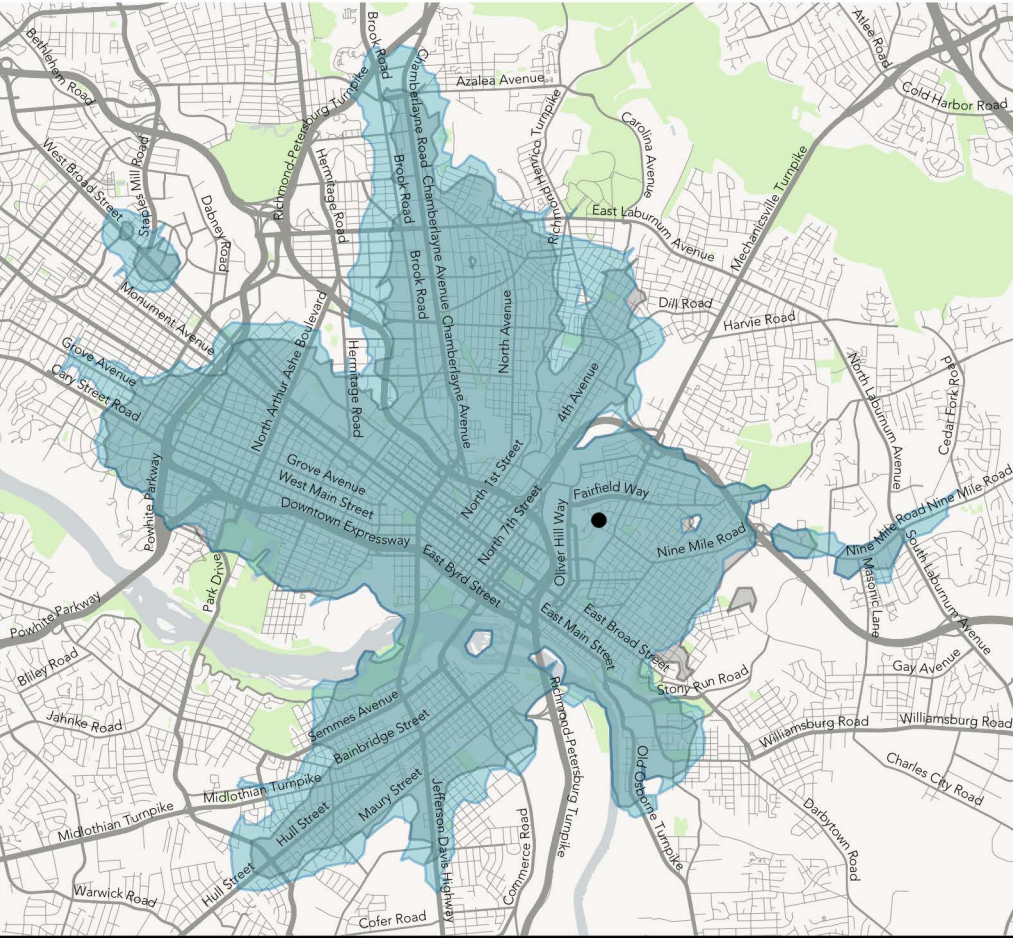 Brook Road
Atlee Road
Bethlehem Road
Chamberlayne Road
Azalea Avenue
Cold Harbor Road
Richmond-Petersburg Turnpike
Richmond Henrico Turnpike
Carolina Avenue
West Broad Street
Staples Mill Road
Hermitage Road
Brook Road
Chamberlayne Avenue
Mechanicsville Turnpike
Dabney Road
East Laburnum Avenue
Brook Road
Monument Avenue
North Arthur Ashe Boulevard
Chamberlayne Avenue
North Avenue
Dill Road
Harvie Road
Grove Avenue
Hermitage Road
4th Avenue
North Laburnum Avenue
Cedar Fork Road
Cary Street Road
Powhite Parkway
Grove Avenue
West Main Street
Downtown Expressway
North 1st Street
North 7th Street
Fairfield Way
Oliver Hill Way
Nine Mile Road
Nine Mile Road
Nine Mile Road
East Byrd Street
Park Drive
Powhite Parkway
East Main Street
East Broad Street
Masonic Lane
South Laburnum Avenue
Bliley Road
Stony Run Road
Gay Avenue
Jahnke Road
Semmes Avenue
Bainbridge Street
Richmond-Petersburg Turnpike
Williamsburg Road
Williamsburg Road
Midlothian Turnpike
Midlothian Turnpike
Maury Street
Hull Street
Jefferson Davis Highway
Old Osborne Turnpike
Charles City Road
Darbytown Road
Commerce Road
Warwick Road
Hull Street
Cofer Road